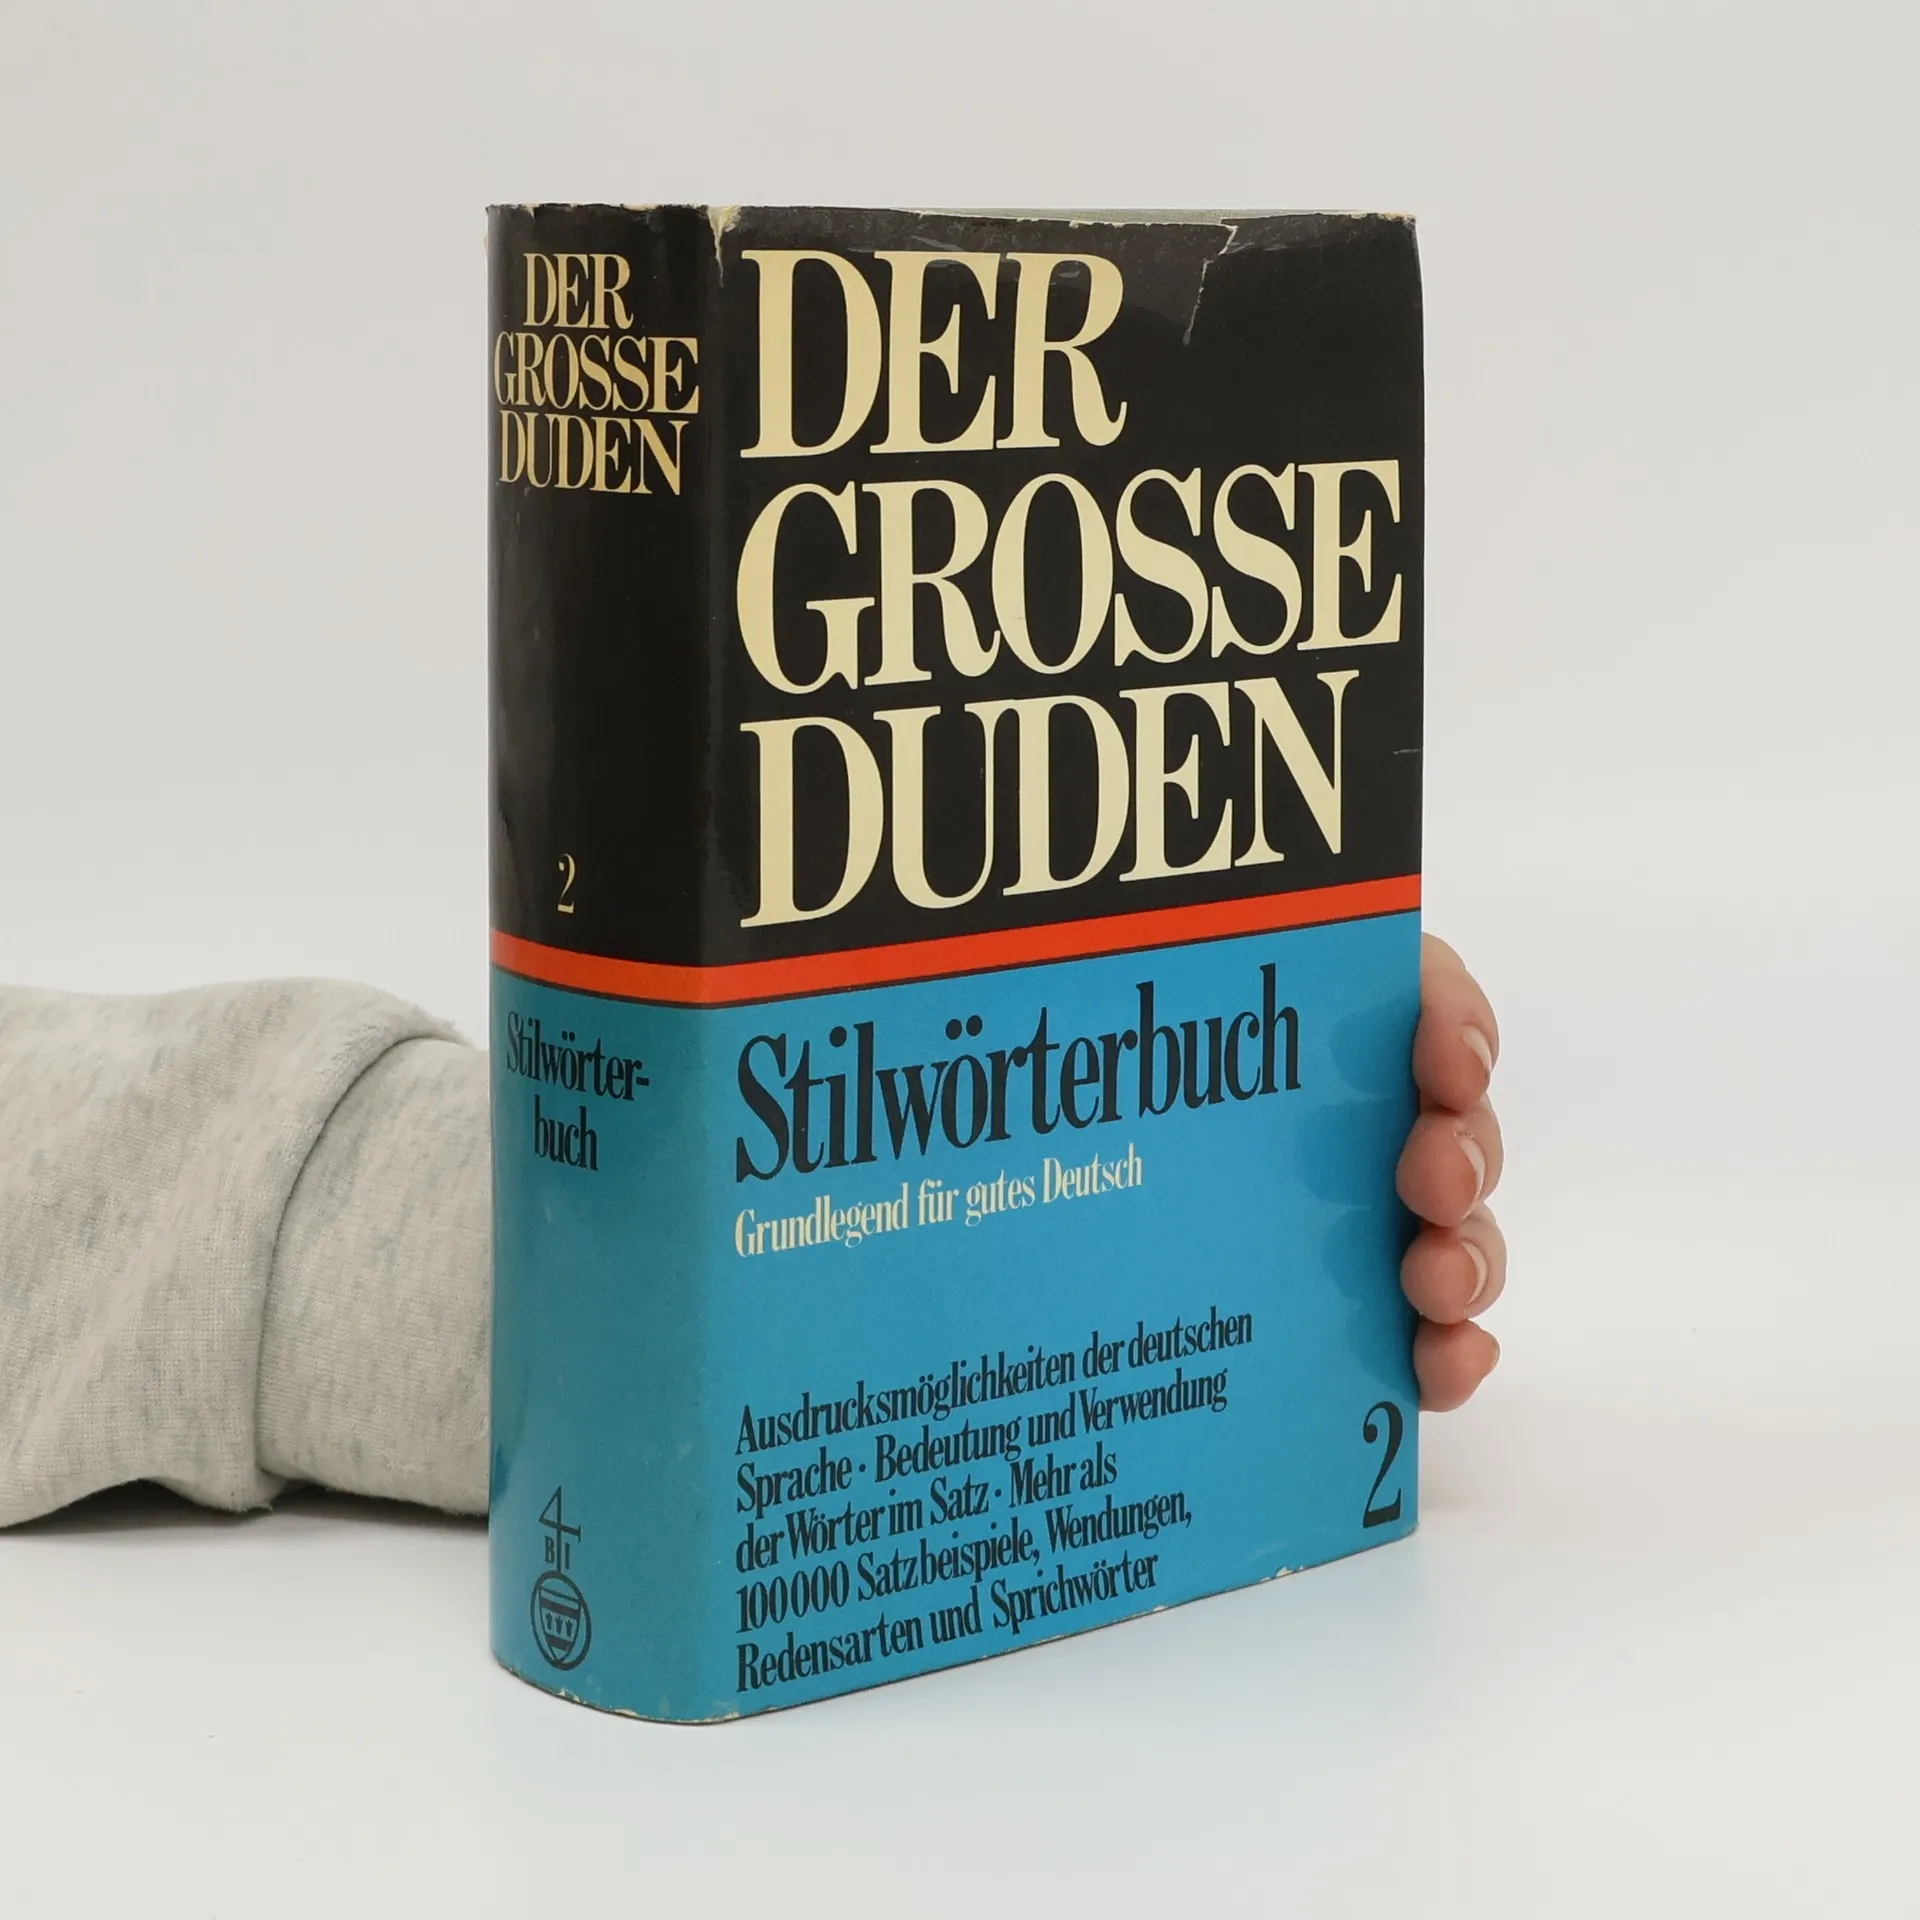 DER
GROSSE
DUDEN
2
Stilwörter-
buch
B I
DER
GROSSE
DUDEN
Stilwörterbuch
Grundlegend für gutes Deutsch
Ausdrucksmöglichkeiten der deutschen
Sprache · Bedeutung und Verwendung
der Wörter im Satz · Mehr als
100 000 Satzbeispiele, Wendungen,
Redensarten und Sprichwörter
2